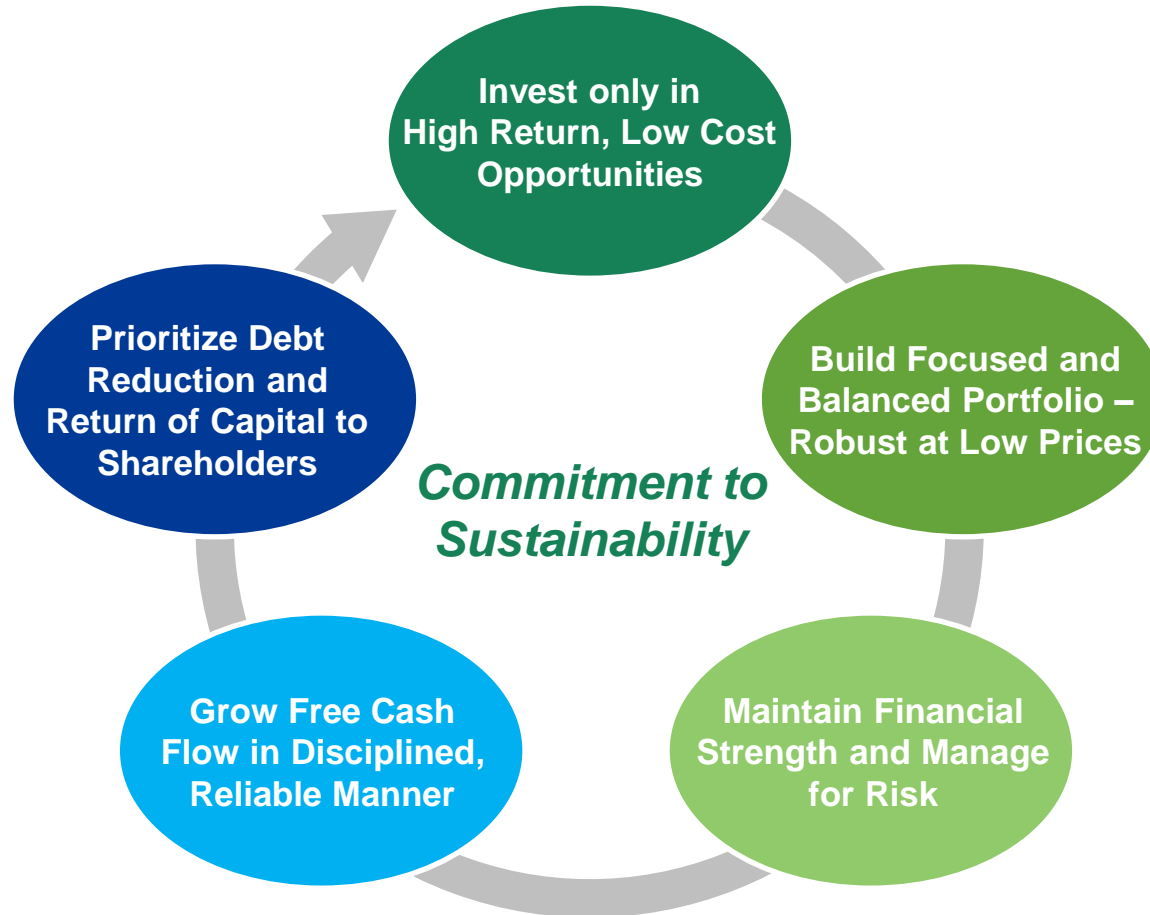 Invest only in
High Return, Low Cost
Opportunities
Build Focused and
Balanced Portfolio –
Robust at Low Prices
Maintain Financial
Strength and Manage
for Risk
Grow Free Cash
Flow in Disciplined,
Reliable Manner
Prioritize Debt
Reduction and
Return of Capital to
Shareholders
Commitment to
Sustainability